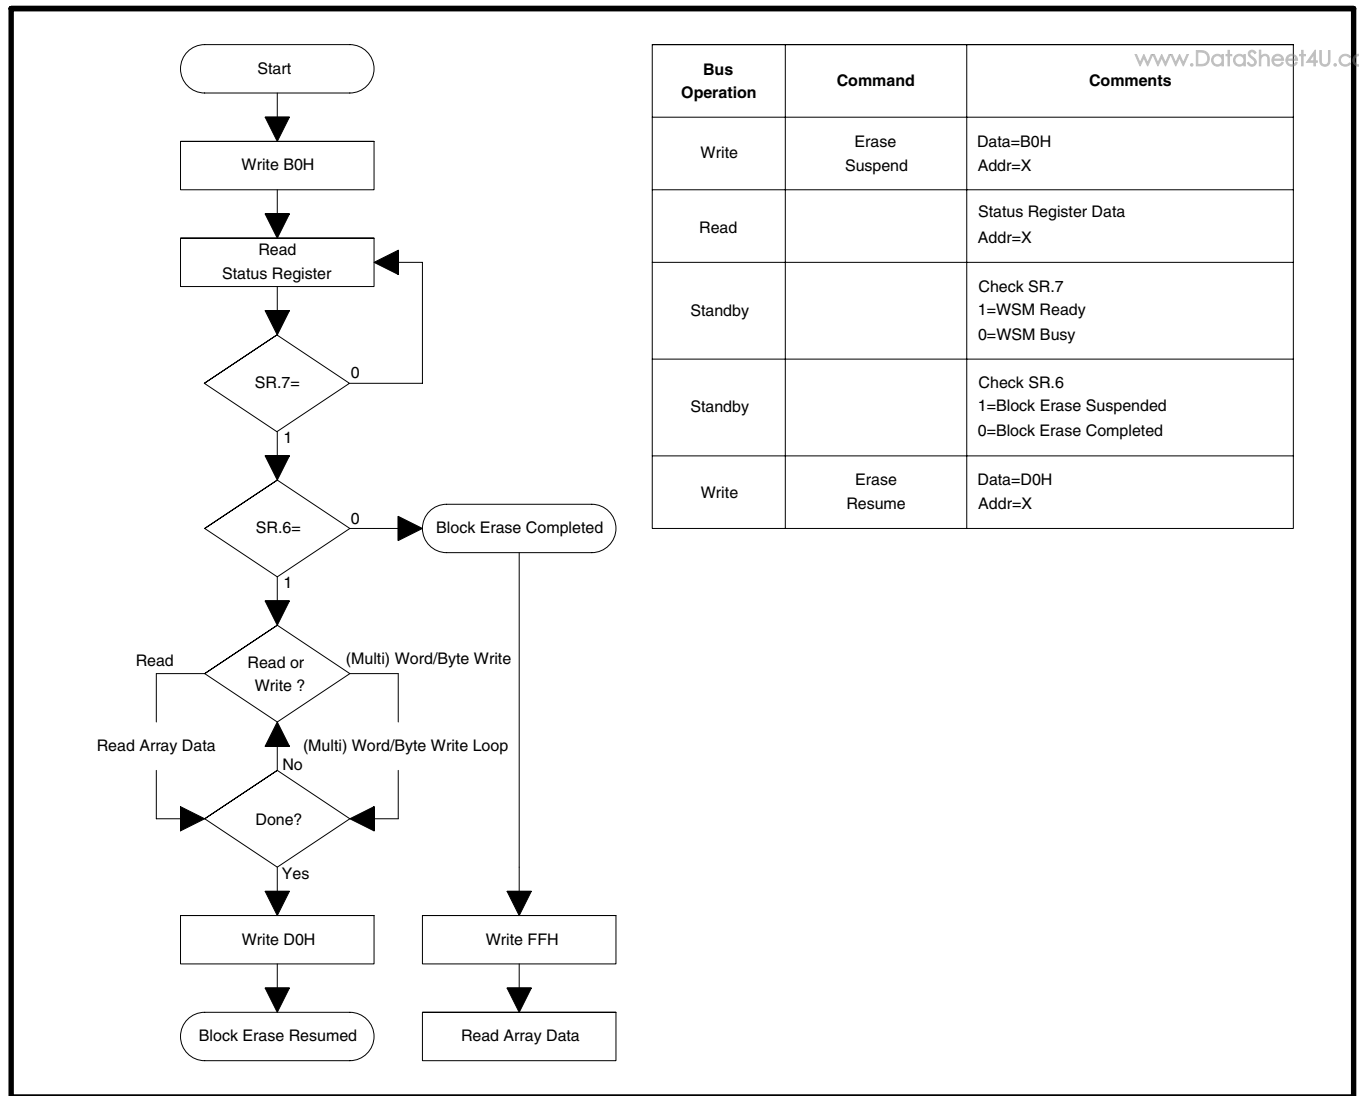 Start
Write B0H
Read
Status Register
SR.7=
0
1
SR.6=
0
Block Erase Completed
1
Read or
Write ?
Read
(Multi) Word/Byte Write
Read Array Data
(Multi) Word/Byte Write Loop
No
Done?
Yes
Write D0H
Write FFH
Block Erase Resumed
Read Array Data
www.DataSheet4U.co
Bus
Operation
Command
Comments
Write
Erase
Suspend
Data=B0H
Addr=X
Read
Status Register Data
Addr=X
Standby
Check SR.7
1=WSM Ready
0=WSM Busy
Standby
Check SR.6
1=Block Erase Suspended
0=Block Erase Completed
Write
Erase
Resume
Data=D0H
Addr=X